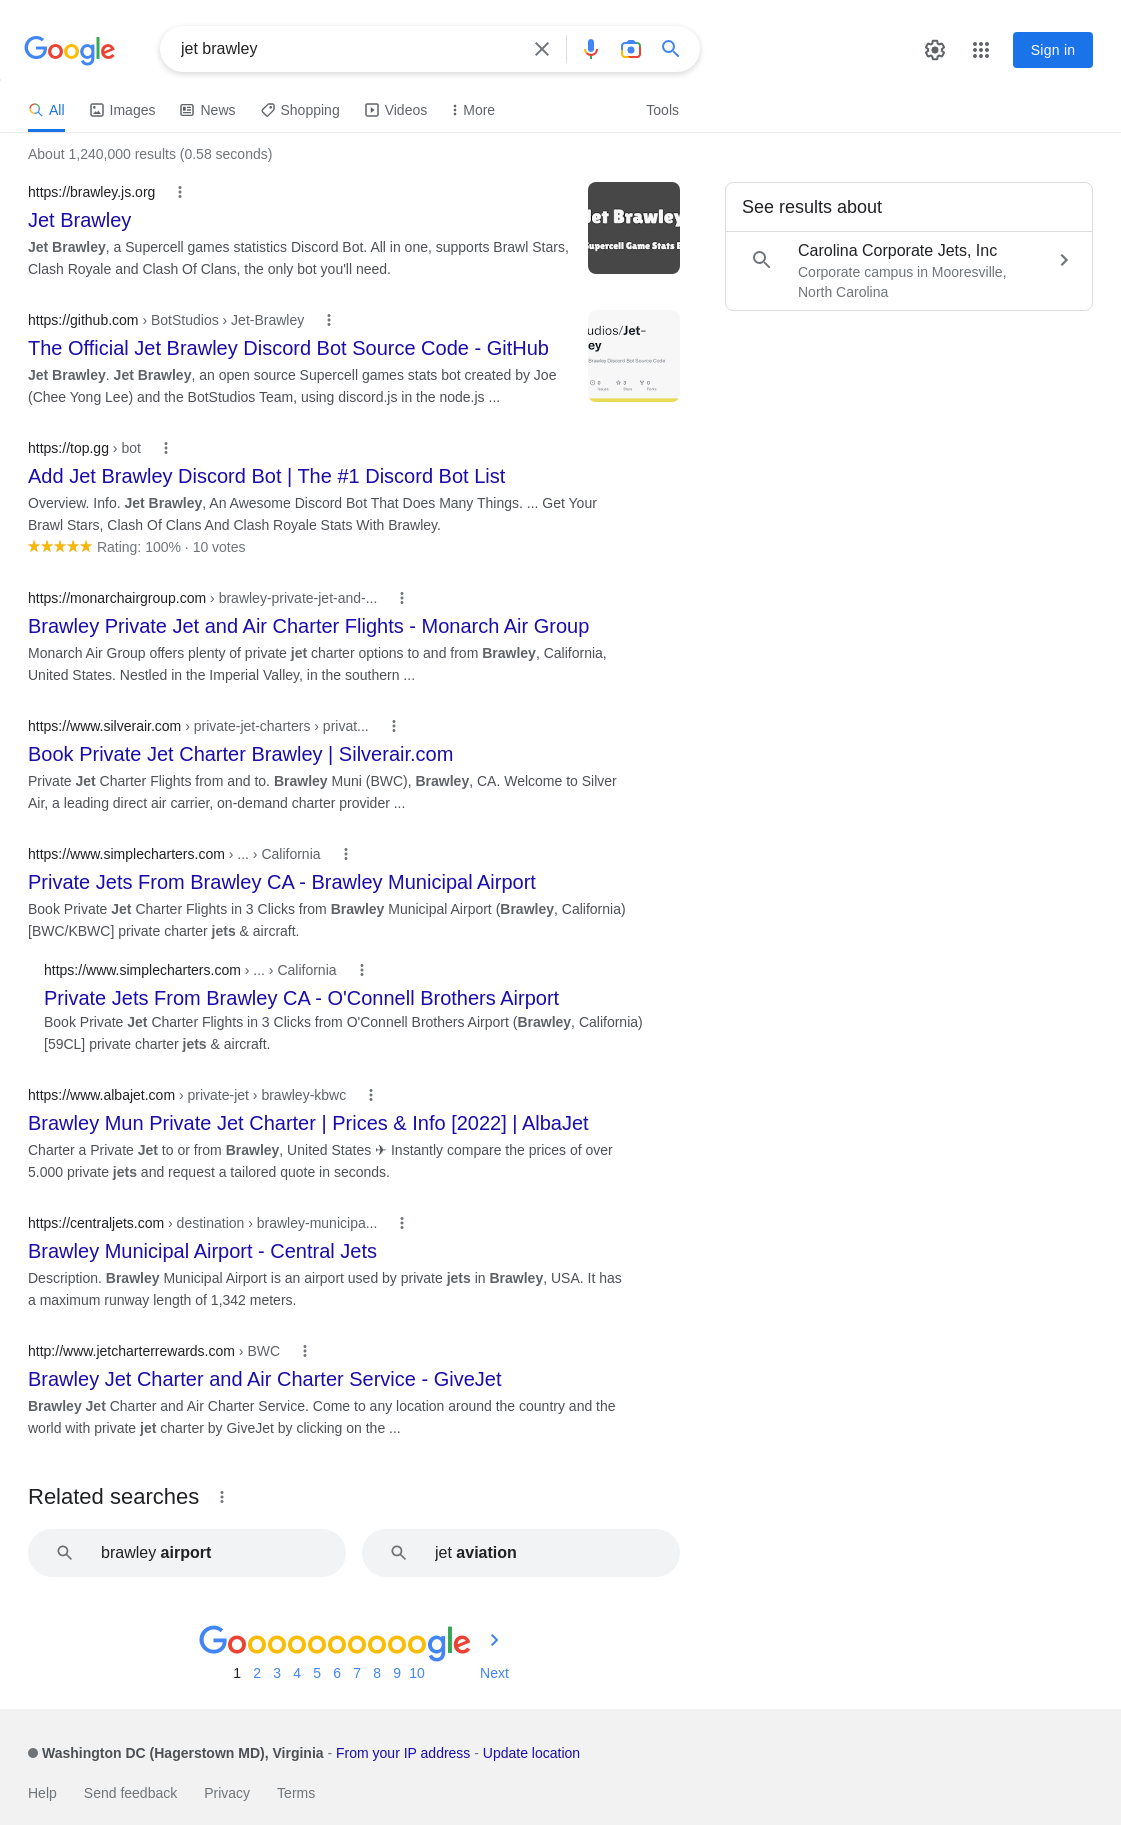 Google
jet brawley
Sign in
All
Images
News
Shopping
Videos
More
Tools
About 1,240,000 results (0.58 seconds)
https://brawley.js.org
Jet Brawley
Jet Brawley, a Supercell games statistics Discord Bot. All in one, supports Brawl Stars,
Clash Royale and Clash Of Clans, the only bot you'll need.
Jet Brawley
Supercell Game Stats B
https://github.com › BotStudios › Jet-Brawley
The Official Jet Brawley Discord Bot Source Code - GitHub
Jet Brawley. Jet Brawley, an open source Supercell games stats bot created by Joe
(Chee Yong Lee) and the BotStudios Team, using discord.js in the node.js ...
udios/Jet-
ey
Brawley Discord Bot Source Code
0
3
0
Issues
Stars
Forks
https://top.gg › bot
Add Jet Brawley Discord Bot | The #1 Discord Bot List
Overview. Info. Jet Brawley, An Awesome Discord Bot That Does Many Things. ... Get Your
Brawl Stars, Clash Of Clans And Clash Royale Stats With Brawley.
Rating: 100% · 10 votes
https://monarchairgroup.com › brawley-private-jet-and-...
Brawley Private Jet and Air Charter Flights - Monarch Air Group
Monarch Air Group offers plenty of private jet charter options to and from Brawley, California,
United States. Nestled in the Imperial Valley, in the southern ...
https://www.silverair.com › private-jet-charters › privat...
Book Private Jet Charter Brawley | Silverair.com
Private Jet Charter Flights from and to. Brawley Muni (BWC), Brawley, CA. Welcome to Silver
Air, a leading direct air carrier, on-demand charter provider ...
https://www.simplecharters.com › ... › California
Private Jets From Brawley CA - Brawley Municipal Airport
Book Private Jet Charter Flights in 3 Clicks from Brawley Municipal Airport (Brawley, California)
[BWC/KBWC] private charter jets & aircraft.
https://www.simplecharters.com › ... › California
Private Jets From Brawley CA - O'Connell Brothers Airport
Book Private Jet Charter Flights in 3 Clicks from O'Connell Brothers Airport (Brawley, California)
[59CL] private charter jets & aircraft.
https://www.albajet.com › private-jet › brawley-kbwc
Brawley Mun Private Jet Charter | Prices & Info [2022] | AlbaJet
Charter a Private Jet to or from Brawley, United States ✈ Instantly compare the prices of over
5.000 private jets and request a tailored quote in seconds.
https://centraljets.com › destination › brawley-municipa...
Brawley Municipal Airport - Central Jets
Description. Brawley Municipal Airport is an airport used by private jets in Brawley, USA. It has
a maximum runway length of 1,342 meters.
http://www.jetcharterrewards.com › BWC
Brawley Jet Charter and Air Charter Service - GiveJet
Brawley Jet Charter and Air Charter Service. Come to any location around the country and the
world with private jet charter by GiveJet by clicking on the ...
See results about
Carolina Corporate Jets, Inc
Corporate campus in Mooresville,
North Carolina
Related searches
brawley airport
jet aviation
Goooooooooogle
1 2 3 4 5 6 7 8 9 10 Next
Washington DC (Hagerstown MD), Virginia - From your IP address - Update location
Help
Send feedback
Privacy
Terms